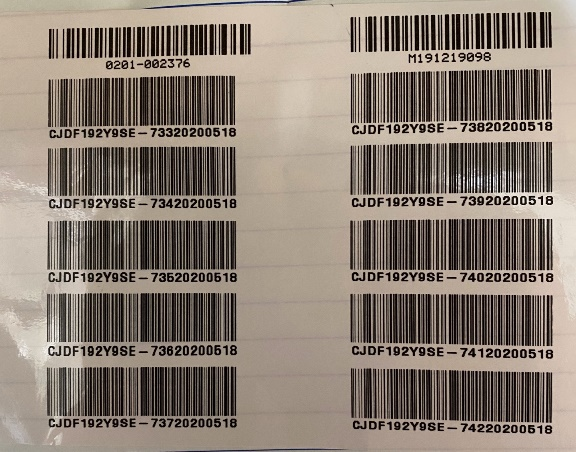 0201-002376
CJDF192Y9SE-73320200518
CJDF192Y9SE-73420200518
CJDF192Y9SE-73520200518
CJDF192Y9SE-73620200518
CJDF192Y9SE-73720200518
M191219098
CJDF192Y9SE-73820200518
CJDF192Y9SE-73920200518
CJDF192Y9SE-74020200518
CJDF192Y9SE-74120200518
CJDF192Y9SE-74220200518